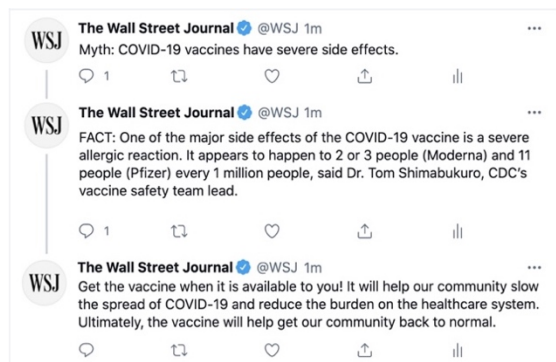 WSJ
The Wall Street Journal @WSJ 1m
Myth: COVID-19 vaccines have severe side effects.
1
WSJ
The Wall Street Journal @WSJ 1m
FACT: One of the major side effects of the COVID-19 vaccine is a severe
allergic reaction. It appears to happen to 2 or 3 people (Moderna) and 11
people (Pfizer) every 1 million people, said Dr. Tom Shimabukuro, CDC's
vaccine safety team lead.
1
WSJ
The Wall Street Journal @WSJ 1m
Get the vaccine when it is available to you! It will help our community slow
the spread of COVID-19 and reduce the burden on the healthcare system.
Ultimately, the vaccine will help get our community back to normal.